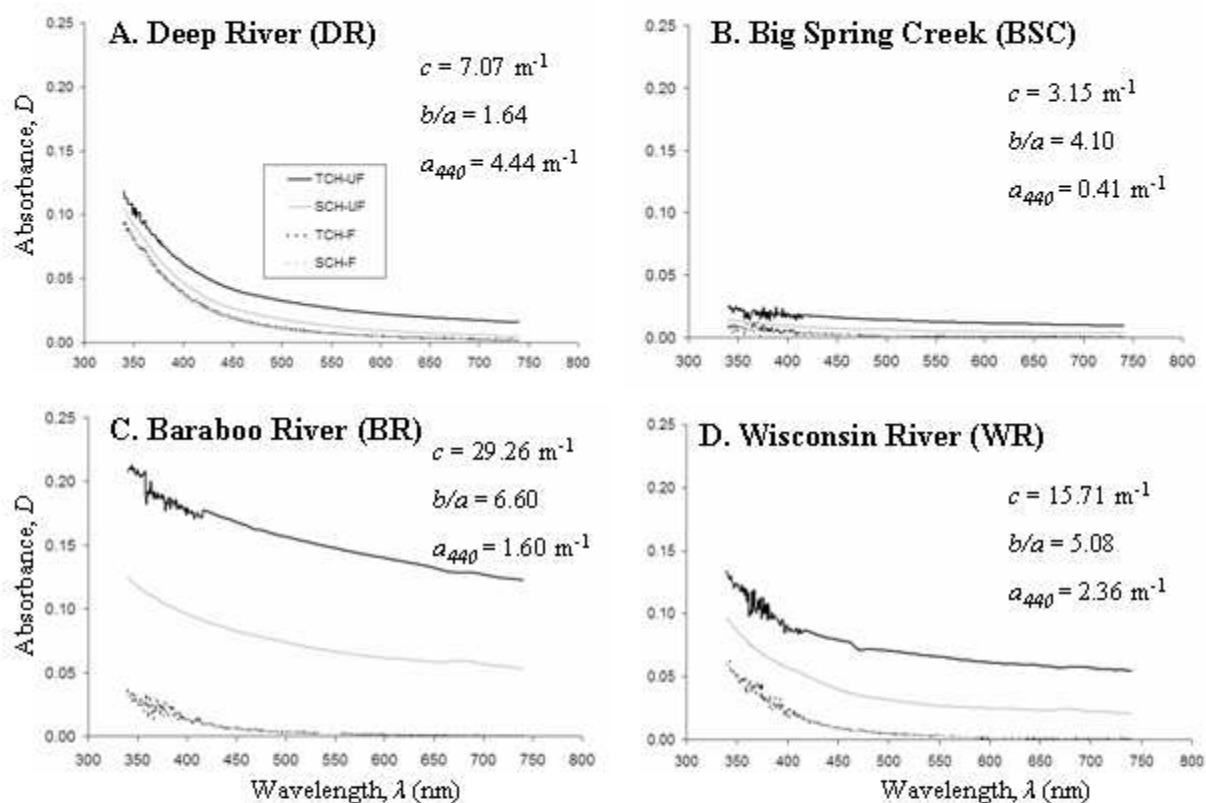 A. Deep River (DR)
c = 7.07 m-1
b/a = 1.64
a440 = 4.44 m-1
TCH-UF
SCH-UF
TCH-F
SCH-F
Absorbance, D
0.25
0.20
0.15
0.10
0.05
0.00
300 350 400 450 500 550 600 650 700 750 800
B. Big Spring Creek (BSC)
c = 3.15 m-1
b/a = 4.10
a440 = 0.41 m-1
0.25
0.20
0.15
0.10
0.05
0.00
300 350 400 450 500 550 600 650 700 750 800
C. Baraboo River (BR)
c = 29.26 m-1
b/a = 6.60
a440 = 1.60 m-1
Absorbance, D
0.25
0.20
0.15
0.10
0.05
0.00
300 350 400 450 500 550 600 650 700 750 800
Wavelength, λ (nm)
D. Wisconsin River (WR)
c = 15.71 m-1
b/a = 5.08
a440 = 2.36 m-1
0.25
0.20
0.15
0.10
0.05
0.00
300 350 400 450 500 550 600 650 700 750 800
Wavelength, λ (nm)